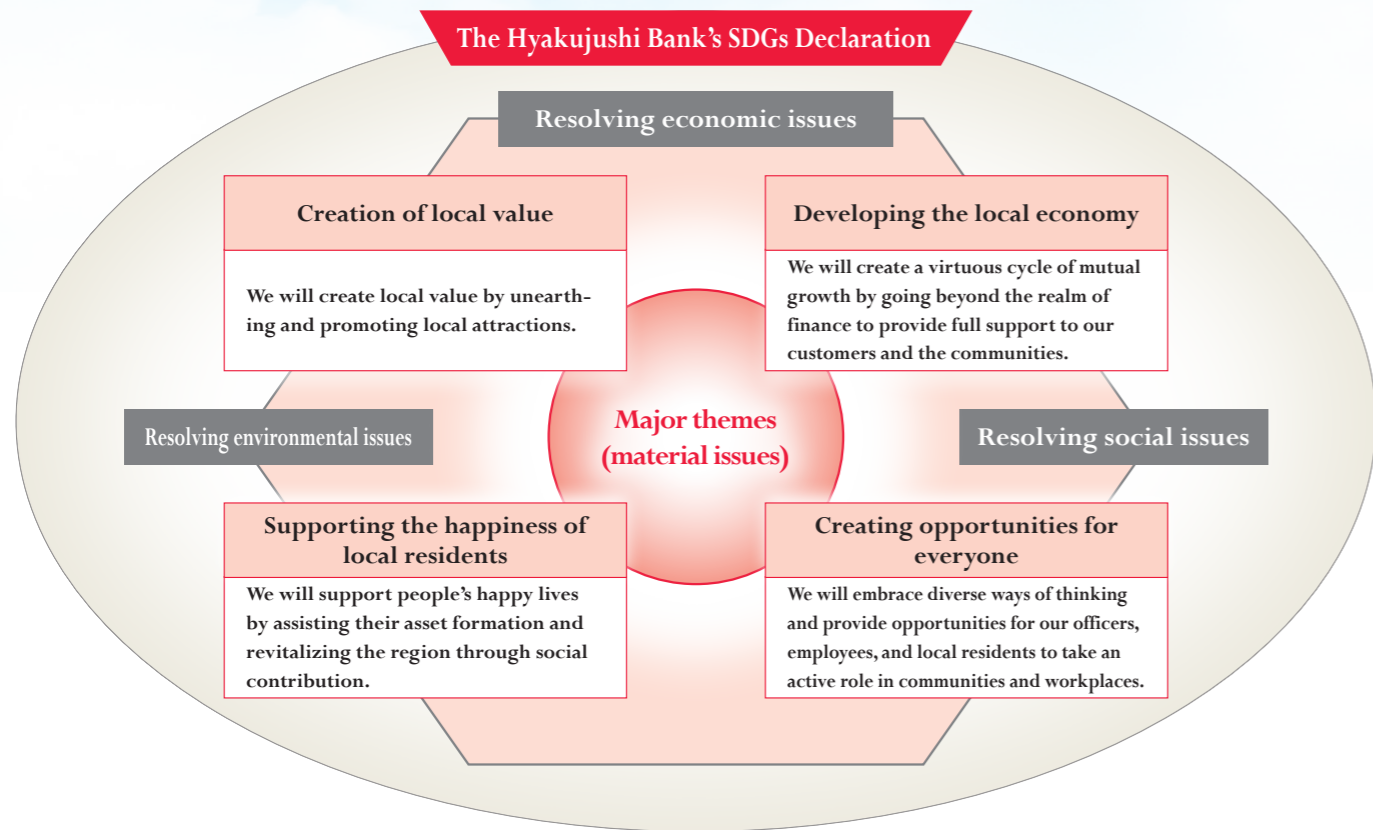 The Hyakujushi Bank's SDGs Declaration
Resolving economic issues
Creation of local value
We will create local value by unearth-
ing and promoting local attractions.
Developing the local economy
We will create a virtuous cycle of mutual
growth by going beyond the realm of
finance to provide full support to our
customers and the communities.
Resolving environmental issues
Major themes
(material issues)
Resolving social issues
Supporting the happiness of
local residents
We will support people's happy lives
by assisting their asset formation and
revitalizing the region through social
contribution.
Creating opportunities for
everyone
We will embrace diverse ways of thinking
and provide opportunities for our officers,
employees, and local residents to take an
active role in communities and workplaces.